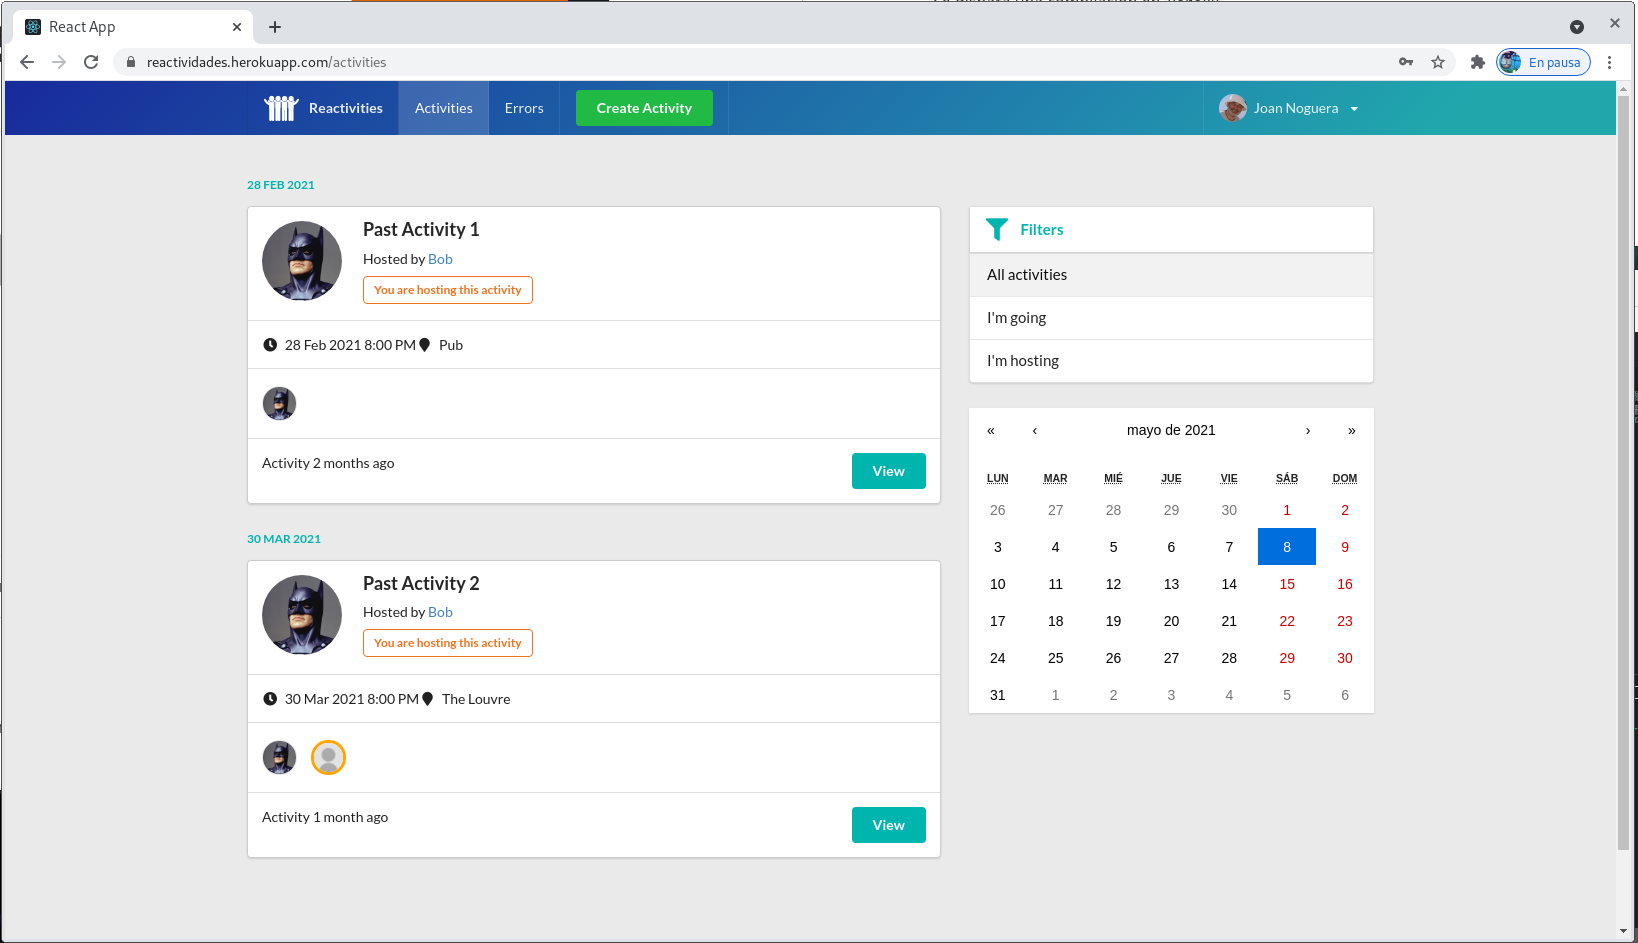 React App
reactividades.herokuapp.com/activities
En pausa
Reactivities
Activities
Errors
Create Activity
Joan Noguera
28 FEB 2021
Past Activity 1
Hosted by Bob
You are hosting this activity
28 Feb 2021 8:00 PM Pub
Activity 2 months ago
View
30 MAR 2021
Past Activity 2
Hosted by Bob
You are hosting this activity
30 Mar 2021 8:00 PM The Louvre
Activity 1 month ago
View
Filters
All activities
I'm going
I'm hosting
« ‹ mayo de 2021 › »
LUN MAR MIÉ JUE VIE SÁB DOM
26 27 28 29 30 1 2
3 4 5 6 7 8 9
10 11 12 13 14 15 16
17 18 19 20 21 22 23
24 25 26 27 28 29 30
31 1 2 3 4 5 6